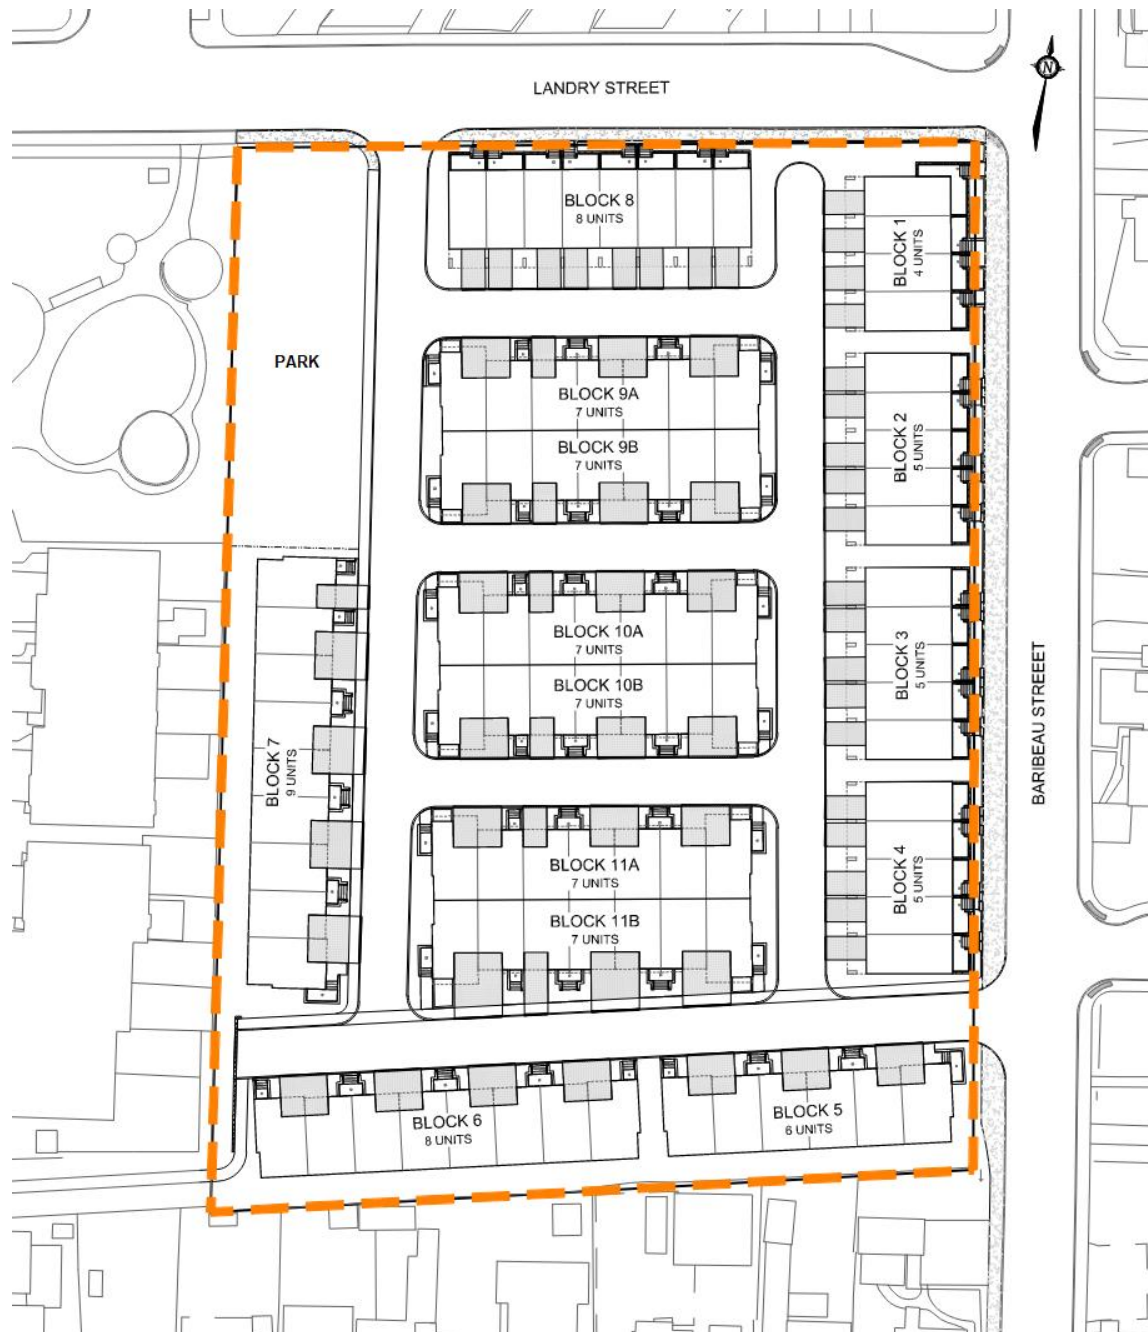 LANDRY STREET
N
BLOCK 8
8 UNITS
BLOCK 1
4 UNITS
PARK
BLOCK 9A
7 UNITS
BLOCK 9B
7 UNITS
BLOCK 2
5 UNITS
BLOCK 10A
7 UNITS
BLOCK 10B
7 UNITS
BLOCK 3
5 UNITS
BARIBEAU STREEET
BLOCK 7
9 UNITS
BLOCK 11A
7 UNITS
BLOCK 11B
7 UNITS
BLOCK 4
5 UNITS
BLOCK 6
8 UNITS
BLOCK 5
6 UNITS